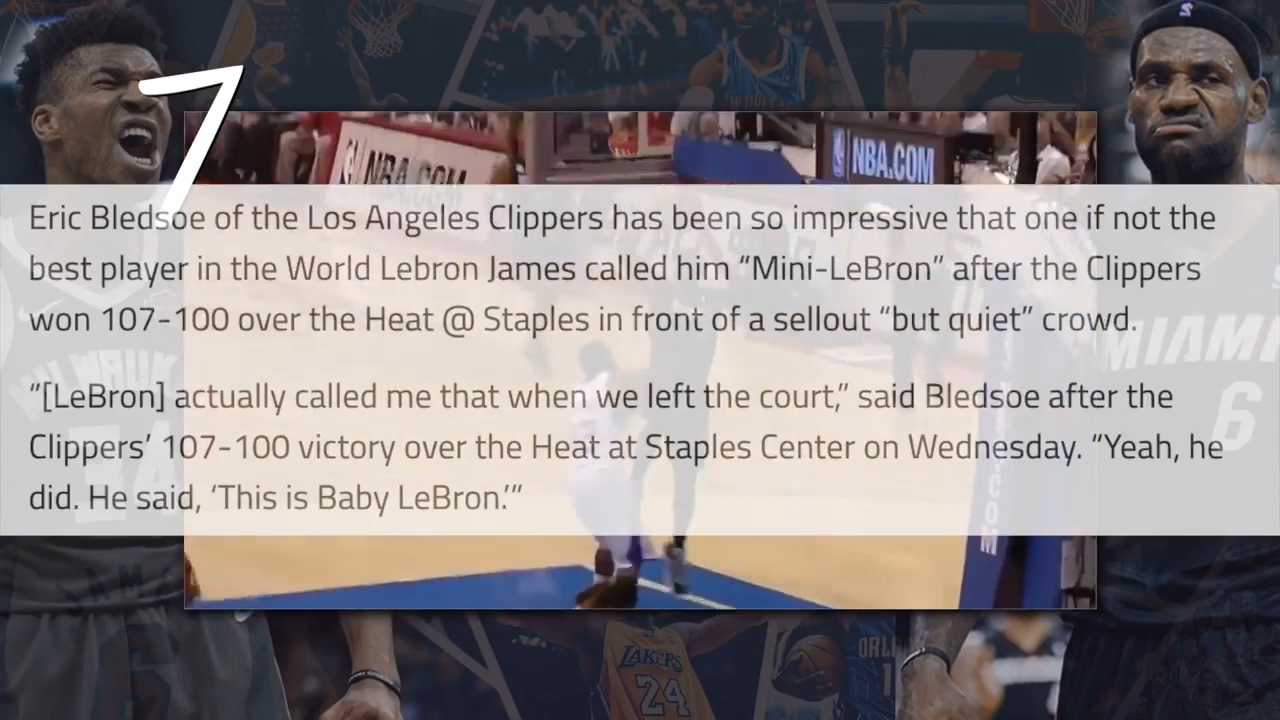 7
NBA.COM
NBA.COM
Eric Bledsoe of the Los Angeles Clippers has been so impressive that one if not the
best player in the World Lebron James called him “Mini-LeBron” after the Clippers
won 107-100 over the Heat @ Staples in front of a sellout “but quiet” crowd.
MIAMI
6
“[LeBron] actually called me that when we left the court,” said Bledsoe after the
Clippers’ 107-100 victory over the Heat at Staples Center on Wednesday. “Yeah, he
did. He said, ‘This is Baby LeBron.’”
34
LAKERS
24